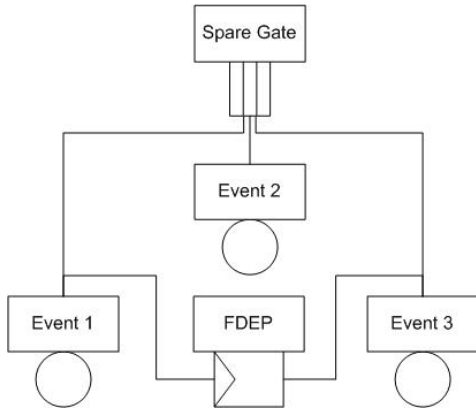 Spare Gate
Event 2
Event 1
FDEP
Event 3